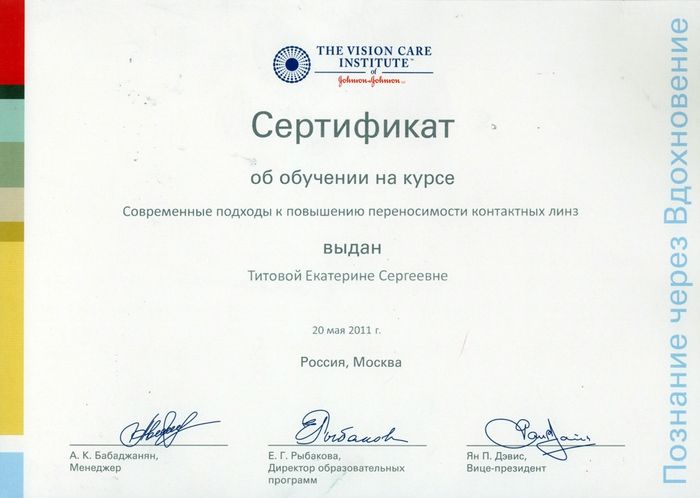 THE VISION CARE
INSTITUTE™
of
Johnson & Johnson
Сертификат
об обучении на курсе
Современные подходы к повышению переносимости контактных линз
выдан
Титовой Екатерине Сергеевне
20 мая 2011 г.
Россия, Москва
А. К. Бабаджанян,
Менеджер
Е. Г. Рыбакова,
Директор образовательных
программ
Ян П. Дэвис,
Вице-президент
Познание через Вдохновение